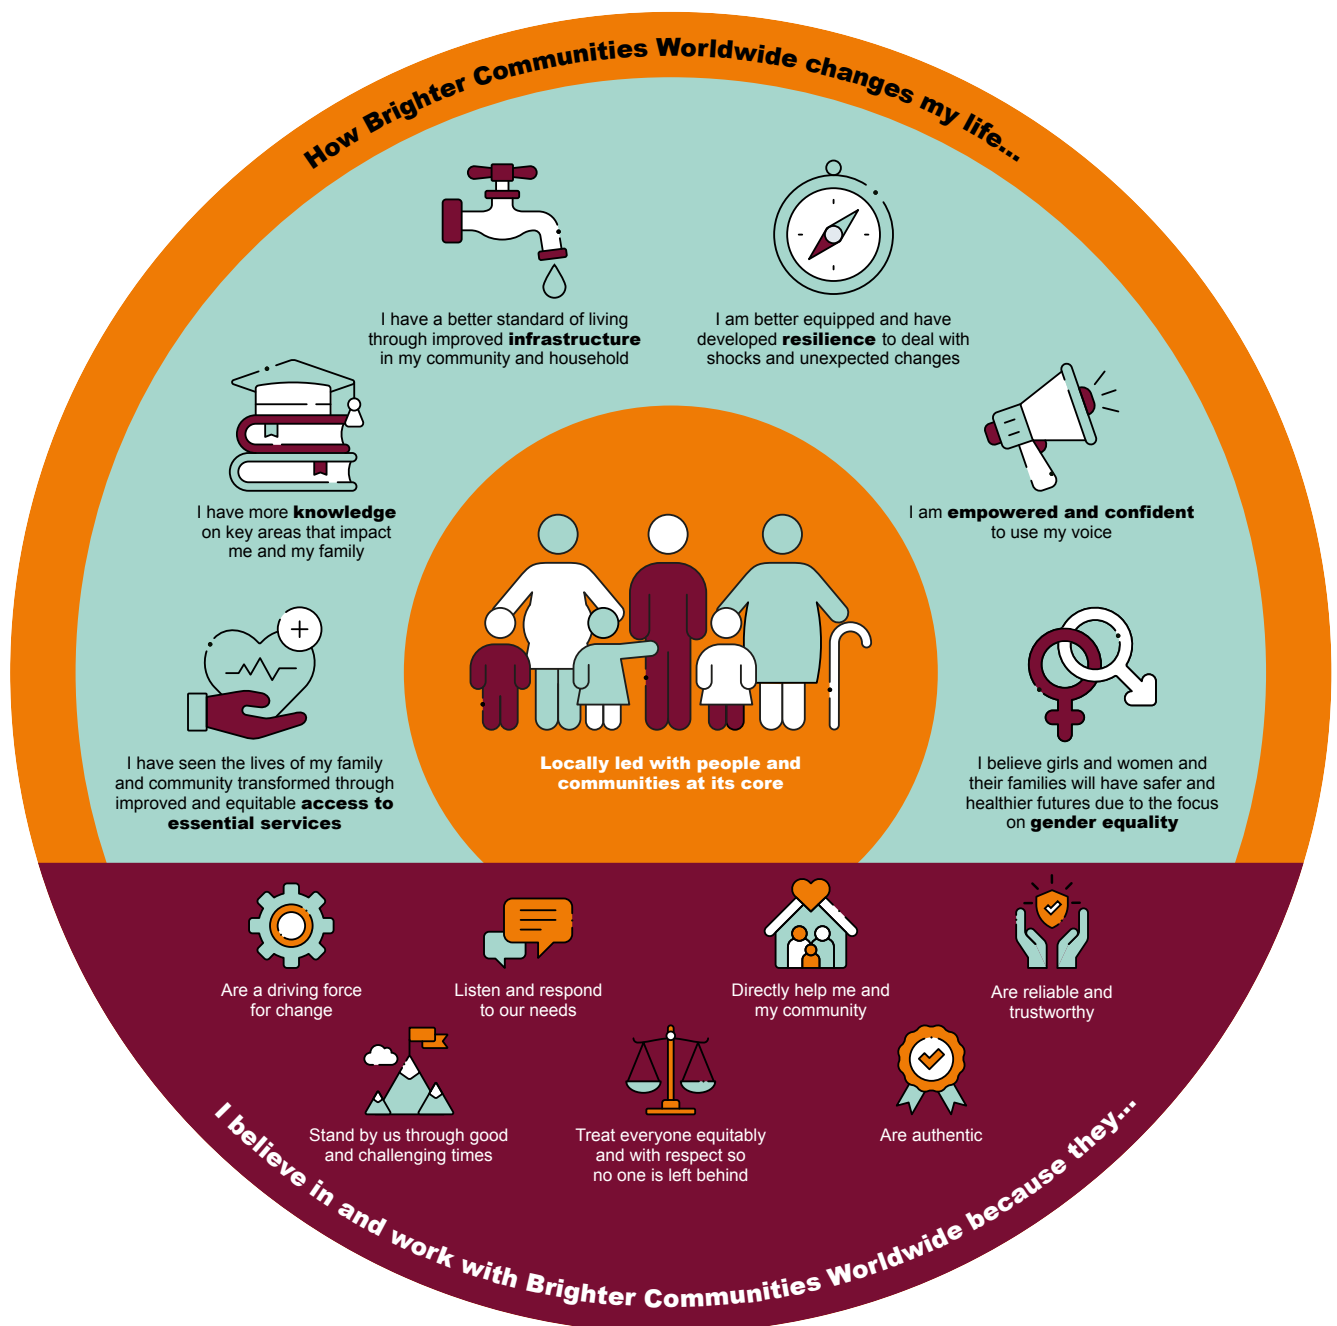 How Brighter Communities Worldwide changes my life...
I have a better standard of living
through improved infrastructure
in my community and household
I am better equipped and have
developed resilience to deal with
shocks and unexpected changes
I have more knowledge
on key areas that impact
me and my family
I am empowered and confident
to use my voice
I have seen the lives of my family
and community transformed through
improved and equitable access to
essential services
Locally led with people and
communities at its core
I believe girls and women and
their families will have safer and
healthier futures due to the focus
on gender equality
Are a driving force
for change
Listen and respond
to our needs
Directly help me and
my community
Are reliable and
trustworthy
Stand by us through good
and challenging times
Treat everyone equitably
and with respect so
no one is left behind
Are authentic
I believe in and work with Brighter Communities Worldwide because they...